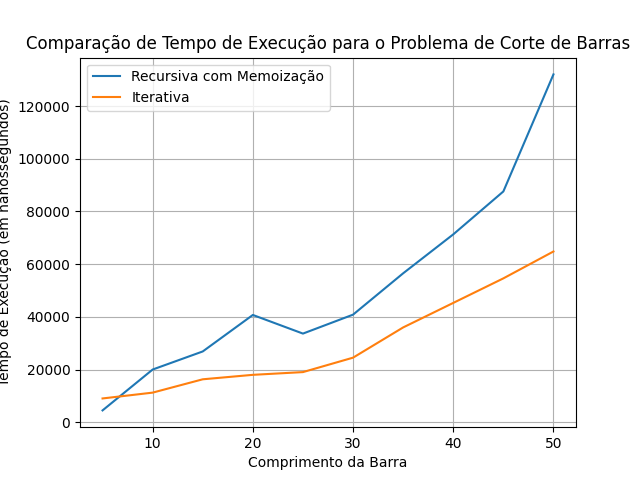 Comparação de Tempo de Execução para o Problema de Corte de Barras
Recursiva com Memoização
Iterativa
Tempo de Execução (em nanossegundos)
120000
100000
80000
60000
40000
20000
0
10 20 30 40 50
Comprimento da Barra